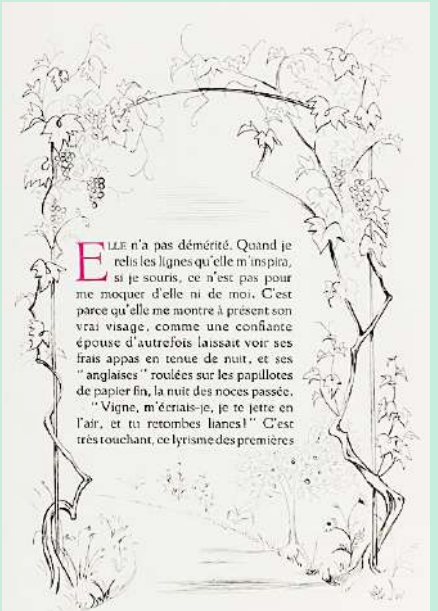 ELLE n'a pas démérité. Quand je
relis les lignes qu'elle m'inspira,
si je souris, ce n'est pas pour
me moquer d'elle ni de moi. C'est
parce qu'elle me montre à présent son
vrai visage, comme une confiante
épouse d'autrefois laissait voir ses
frais appas en tenue de nuit, et ses
"anglaises" roulées sur les papillotes
de papier fin, la nuit des noces passée.
"Vigne, m'écriais-je, je te jette en
l'air, et tu retombes lianes!" C'est
très touchant, ce lyrisme des premières